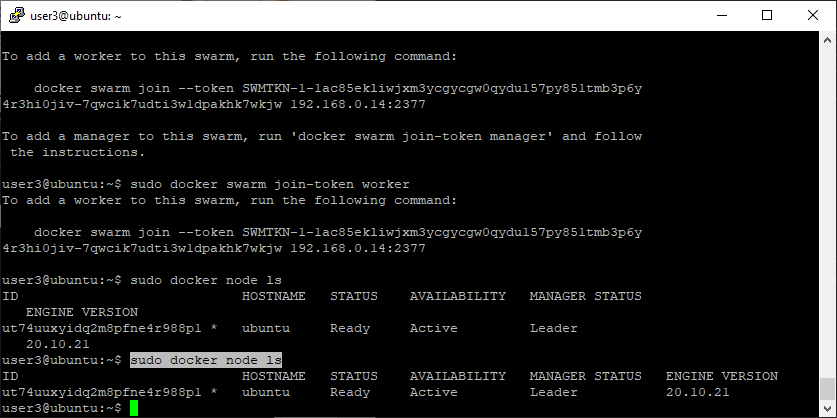 user3@ubuntu: ~
To add a worker to this swarm, run the following command:
docker swarm join --token SWMTKN-1-1ac85ekliwjxm3ycgycgw0qydu157py851tmb3p6y
4r3hi0jiv-7qwcik7udti3w1dpakhk7wkjw 192.168.0.14:2377
To add a manager to this swarm, run 'docker swarm join-token manager' and follow
the instructions.
user3@ubuntu:~$ sudo docker swarm join-token worker
To add a worker to this swarm, run the following command:
docker swarm join --token SWMTKN-1-1ac85ekliwjxm3ycgycgw0qydu157py851tmb3p6y
4r3hi0jiv-7qwcik7udti3w1dpakhk7wkjw 192.168.0.14:2377
user3@ubuntu:~$ sudo docker node ls
ID HOSTNAME STATUS AVAILABILITY MANAGER STATUS
ENGINE VERSION
ut74uuxyidq2m8pfne4r988p1 * ubuntu Ready Active Leader
20.10.21
user3@ubuntu:~$ sudo docker node ls
ID HOSTNAME STATUS AVAILABILITY MANAGER STATUS ENGINE VERSION
ut74uuxyidq2m8pfne4r988p1 * ubuntu Ready Active Leader 20.10.21
user3@ubuntu:~$